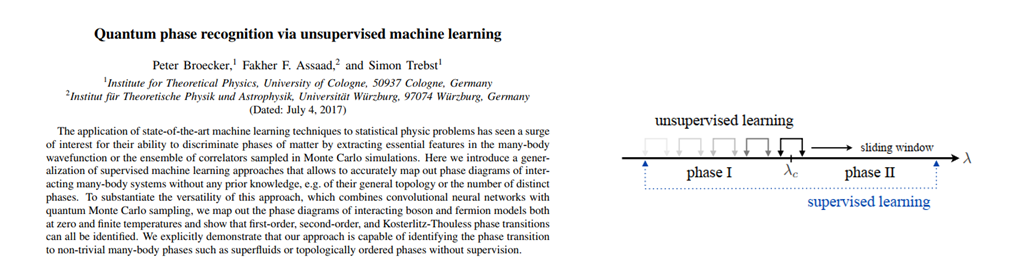 Quantum phase recognition via unsupervised machine learning
Peter Broecker,1 Fakher F. Assaad,2 and Simon Trebst1
1Institute for Theoretical Physics, University of Cologne, 50937 Cologne, Germany
2Institut für Theoretische Physik und Astrophysik, Universität Würzburg, 97074 Würzburg, Germany
(Dated: July 4, 2017)
The application of state-of-the-art machine learning techniques to statistical physic problems has seen a surge
of interest for their ability to discriminate phases of matter by extracting essential features in the many-body
wavefunction or the ensemble of correlators sampled in Monte Carlo simulations. Here we introduce a gener-
alization of supervised machine learning approaches that allows to accurately map out phase diagrams of inter-
acting many-body systems without any prior knowledge, e.g. of their general topology or the number of distinct
phases. To substantiate the versatility of this approach, which combines convolutional neural networks with
quantum Monte Carlo sampling, we map out the phase diagrams of interacting boson and fermion models both
at zero and finite temperatures and show that first-order, second-order, and Kosterlitz-Thouless phase transitions
can all be identified. We explicitly demonstrate that our approach is capable of identifying the phase transition
to non-trivial many-body phases such as superfluids or topologically ordered phases without supervision.
unsupervised learning
sliding window
λ
phase I
λc
phase II
supervised learning